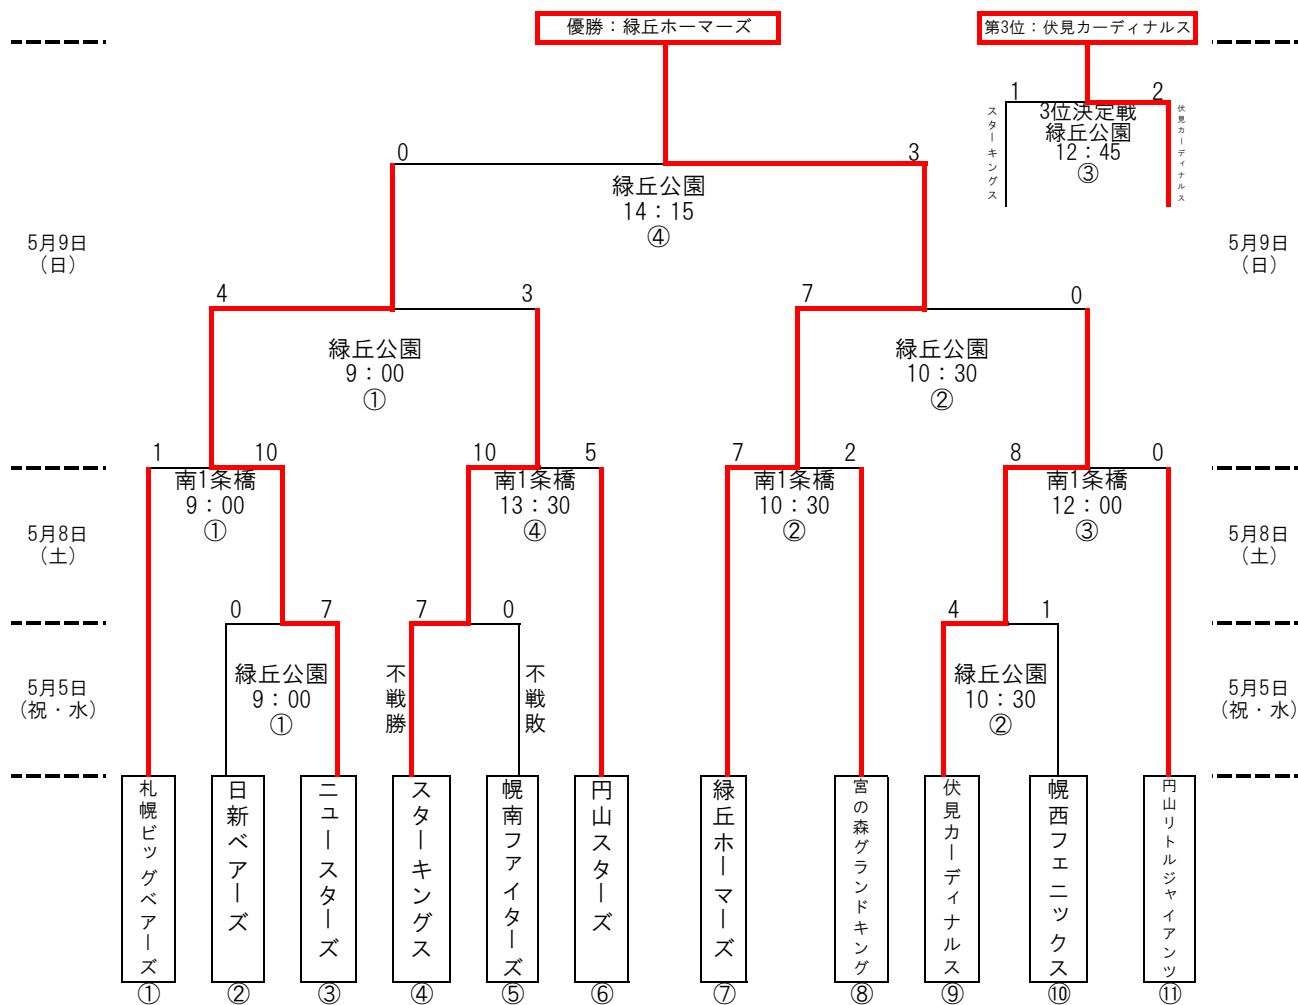 優勝：緑丘ホーマーズ
第3位：伏見カーディナルス
1
2
3位決定戦
緑丘公園
12：45
③
スターキングス
伏見カーディナルス
0
3
緑丘公園
14：15
④
5月9日
（日）
5月9日
（日）
4
3
緑丘公園
9：00
①
7
0
緑丘公園
10：30
②
1
10
南1条橋
9：00
①
10
5
南1条橋
13：30
④
7
2
南1条橋
10：30
②
8
0
南1条橋
12：00
③
5月8日
（土）
5月8日
（土）
0
7
緑丘公園
9：00
①
7
0
不戦勝
不戦敗
4
1
緑丘公園
10：30
②
5月5日
（祝・水）
5月5日
（祝・水）
札幌ビッグベアーズ
日新ベアーズ
ニュースターズ
スターキングス
幌南ファイターズ
円山スターズ
緑丘ホーマーズ
宮の森グランドキング
伏見カーディナルス
幌西フェニックス
円山リトルジャイアンツ
①
②
③
④
⑤
⑥
⑦
⑧
⑨
⑩
⑪